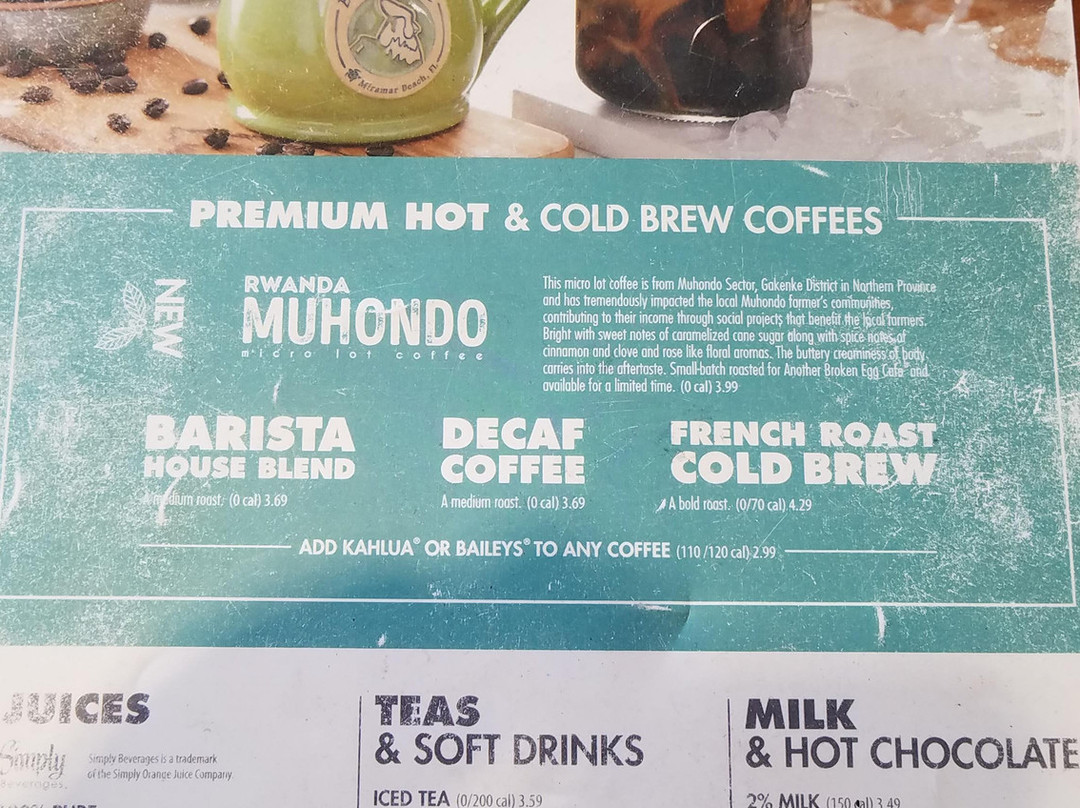 Miramar Beach, FL
PREMIUM HOT & COLD BREW COFFEES
NEW
RWANDA
MUHONDO
micro lot coffee
This micro lot coffee is from Muhondo Sector, Gakenke District in Northern Province
and has tremendously impacted the local Muhondo farmer's communities,
contributing to their income through social projects that benefit the local farmers.
Bright with sweet notes of caramelized cane sugar along with spice notes of
cinnamon and clove and rose like floral aromas. The buttery creaminess of body
carries into the aftertaste. Small-batch roasted for Another Broken Egg Cafe and
available for a limited time. (0 cal) 3.99
BARISTA
HOUSE BLEND
A medium roast. (0 cal) 3.69
DECAF
COFFEE
A medium roast. (0 cal) 3.69
FRENCH ROAST
COLD BREW
A bold roast. (0/70 cal) 4.29
ADD KAHLUA® OR BAILEYS® TO ANY COFFEE (110/120 cal) 2.99
JUICES
Simply
Beverages.
Simply Beverages is a trademark
of the Simply Orange Juice Company.
TEAS
& SOFT DRINKS
ICED TEA (0/200 cal) 3.59
MILK
& HOT CHOCOLATE
2% MILK (150 cal) 3.49